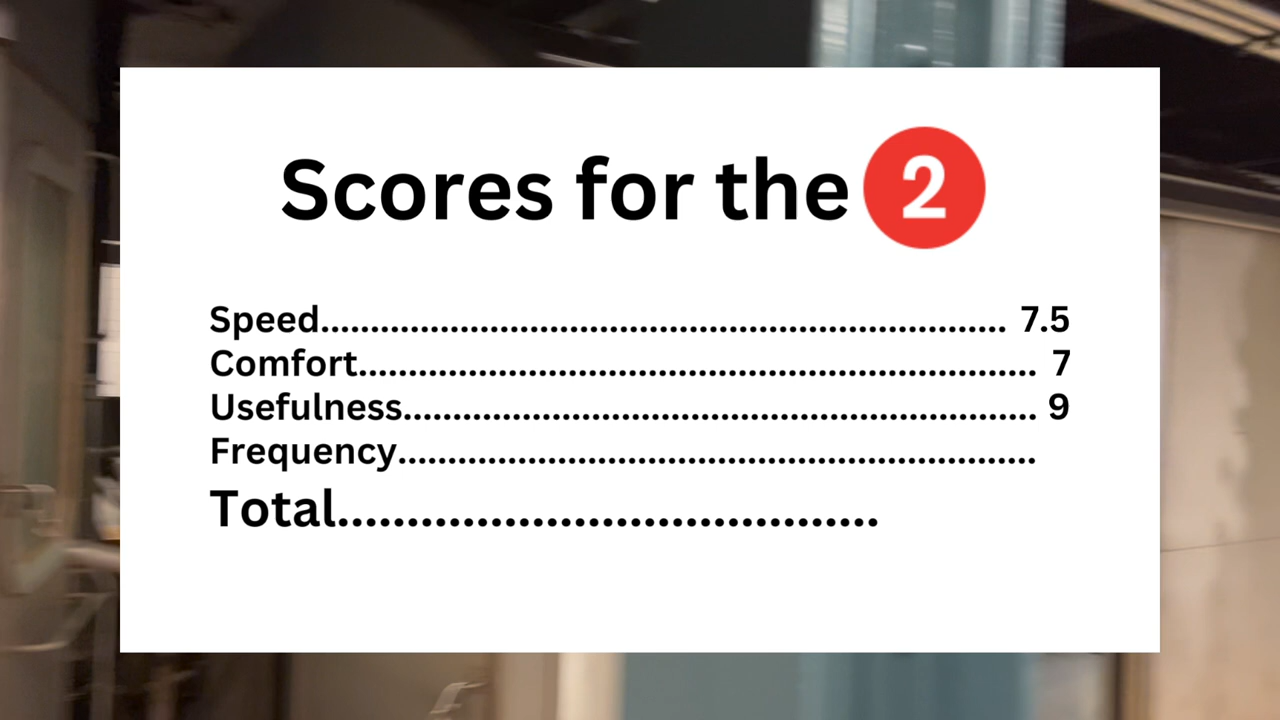 Scores for the 2
Speed.................................................................... 7.5
Comfort.................................................................... 7
Usefulness............................................................... 9
Frequency................................................................
Total.......................................